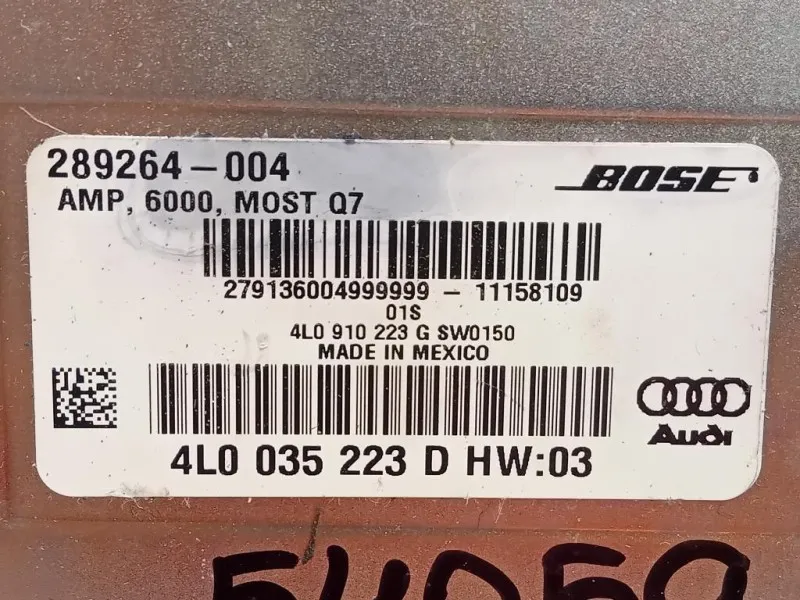 289264-004
BOSE
AMP, 6000, MOST Q7
279136004999999 - 11158109
01S
4L0 910 223 G SW0150
MADE IN MEXICO
Audi
4L0 035 223 D HW:03